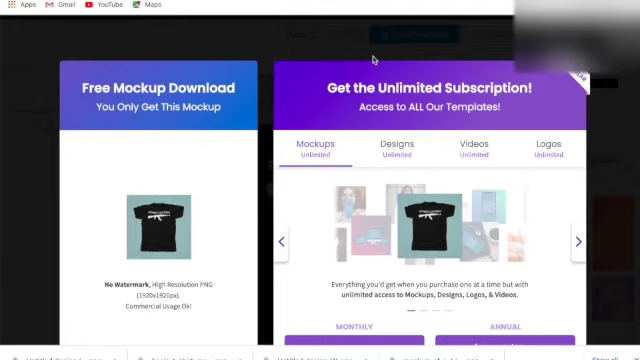 Apps Gmail YouTube Maps
Free Mockup Download
You Only Get This Mockup
Get the Unlimited Subscription!
Access to ALL Our Templates!
Mockups Designs Videos Logos
Unlimited Unlimited Unlimited Unlimited
No Watermark, High Resolution PNG
(1920x1920px).
Commercial Usage Ok!
Everything you'd get when you purchase one at a time but with
unlimited access to Mockups, Designs, Logos, & Videos.
MONTHLY ANNUAL
Show all